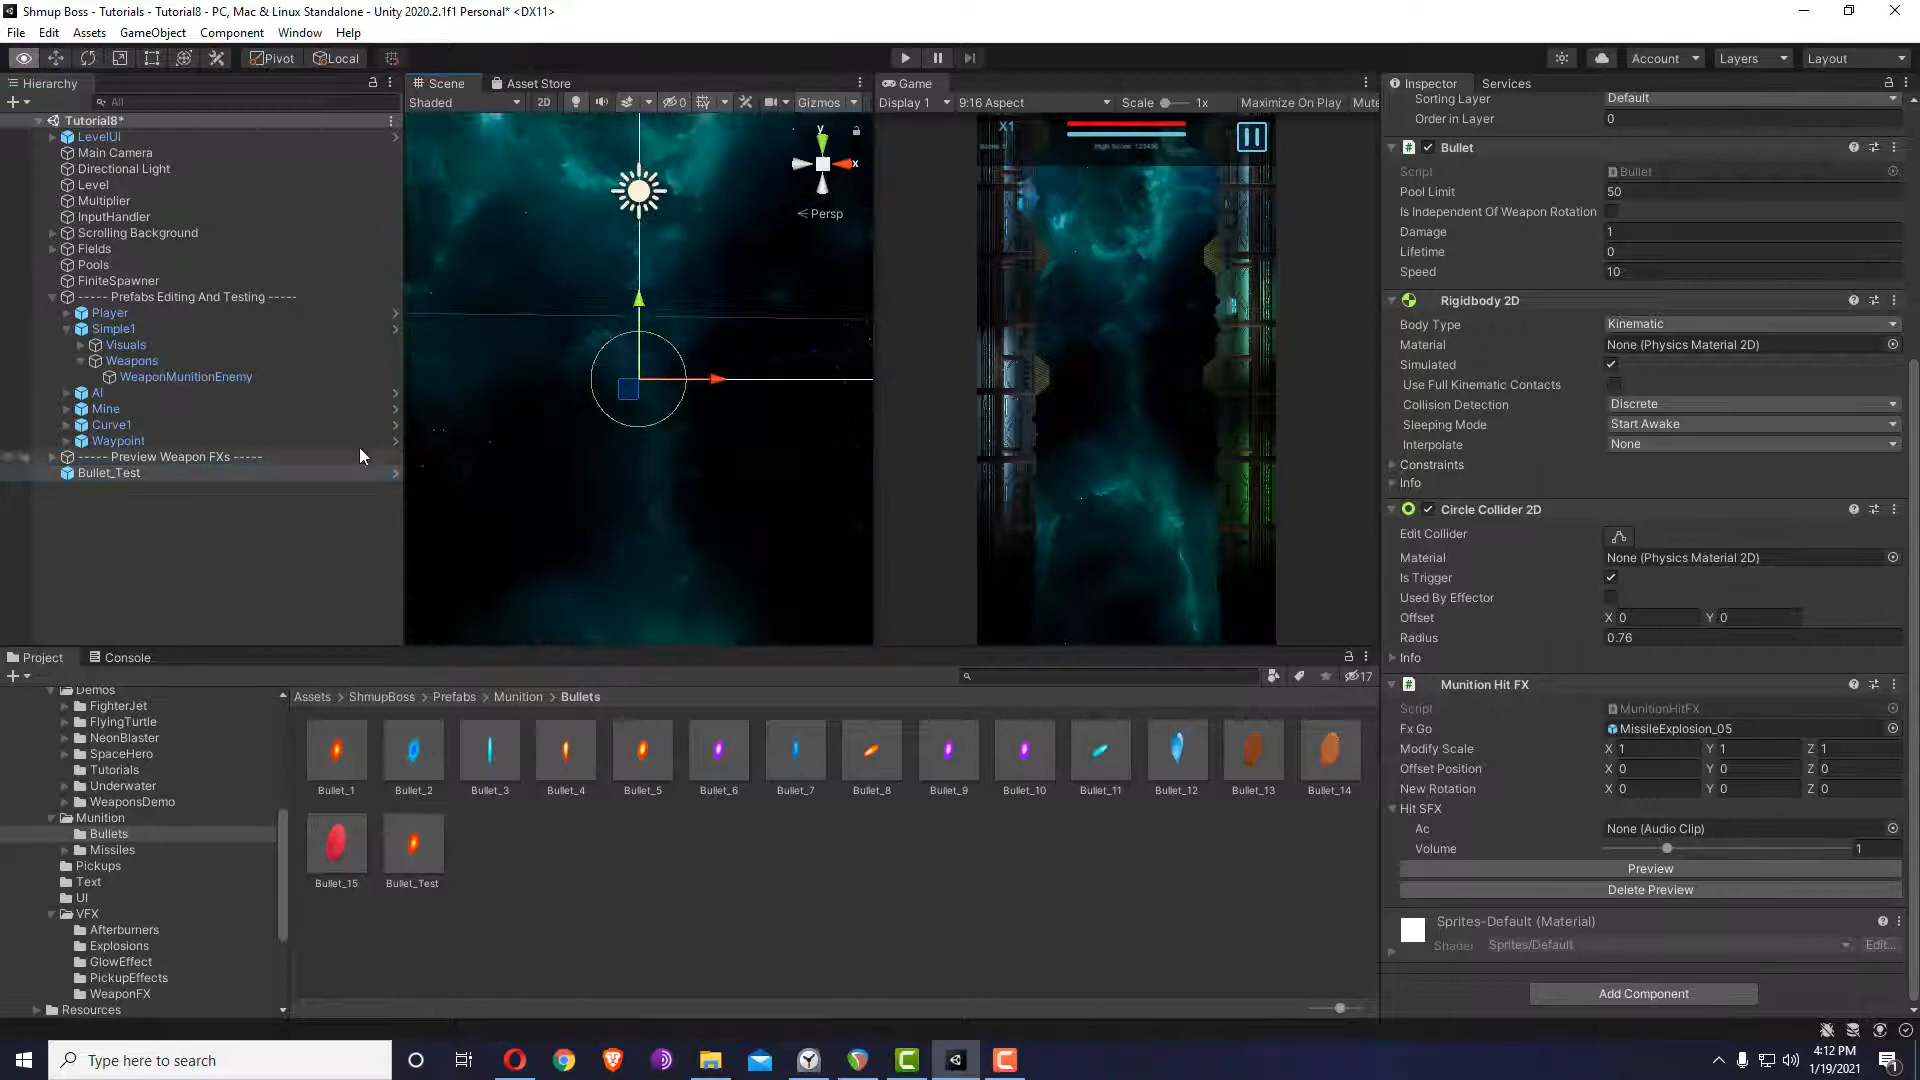 Shmup Boss - Tutorials - Tutorial8 - PC, Mac & Linux Standalone - Unity 2020.2.1f1 Personal* <DX11>
File Edit Assets GameObject Component Window Help
Pivot Local Account Layers Layout
Hierarchy
All
Tutorial8*
LevelUI
Main Camera
Directional Light
Level
Multiplier
InputHandler
Scrolling Background
Fields
Pools
FiniteSpawner
----- Prefabs Editing And Testing -----
Player
Simple1
Visuals
Weapons
WeaponMunitionEnemy
AI
Mine
Curve1
Waypoint
----- Preview Weapon FXs -----
Bullet_Test
Scene Asset Store
Shaded 2D 0 Gizmos
y
x
Persp
Game
Display 1 9:16 Aspect Scale 1x Maximize On Play Mute
X1
High Score: 123456
Inspector Services
Sorting Layer Default
Order in Layer 0
Bullet
Script Bullet
Pool Limit 50
Is Independent Of Weapon Rotation
Damage 1
Lifetime 0
Speed 10
Rigidbody 2D
Body Type Kinematic
Material None (Physics Material 2D)
Simulated
Use Full Kinematic Contacts
Collision Detection Discrete
Sleeping Mode Start Awake
Interpolate None
Constraints
Info
Circle Collider 2D
Edit Collider
Material None (Physics Material 2D)
Is Trigger
Used By Effector
Offset X 0 Y 0
Radius 0.76
Info
Munition Hit FX
Script MunitionHitFX
Fx Go MissileExplosion_05
Modify Scale X 1 Y 1 Z 1
Offset Position X 0 Y 0 Z 0
New Rotation X 0 Y 0 Z 0
Hit SFX
Ac None (Audio Clip)
Volume 1
Preview
Delete Preview
Sprites-Default (Material)
Shader Sprites/Default Edit...
Add Component
Project Console
17
Demos
FighterJet
FlyingTurtle
NeonBlaster
SpaceHero
Tutorials
Underwater
WeaponsDemo
Munition
Bullets
Missiles
Pickups
Text
UI
VFX
Afterburners
Explosions
GlowEffect
PickupEffects
WeaponFX
Resources
Assets > ShmupBoss > Prefabs > Munition > Bullets
Bullet_1 Bullet_2 Bullet_3 Bullet_4 Bullet_5 Bullet_6 Bullet_7 Bullet_8 Bullet_9 Bullet_10 Bullet_11 Bullet_12 Bullet_13 Bullet_14
Bullet_15 Bullet_Test
Type here to search
4:12 PM
1/19/2021
1